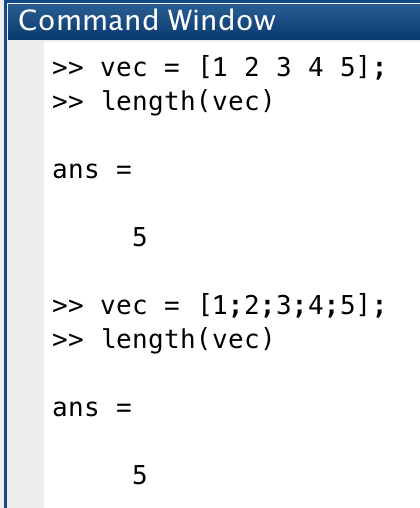 Command Window
>> vec = [1 2 3 4 5];
>> length(vec)
ans =
5
>> vec = [1;2;3;4;5];
>> length(vec)
ans =
5